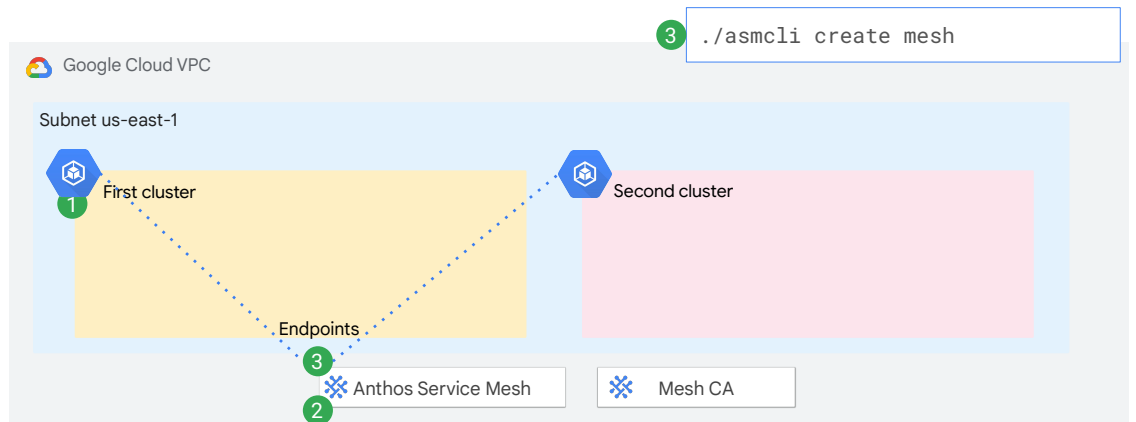 3 ./asmcli create mesh
Google Cloud VPC
Subnet us-east-1
First cluster
Second cluster
1
Endpoints
3
Anthos Service Mesh
Mesh CA
2